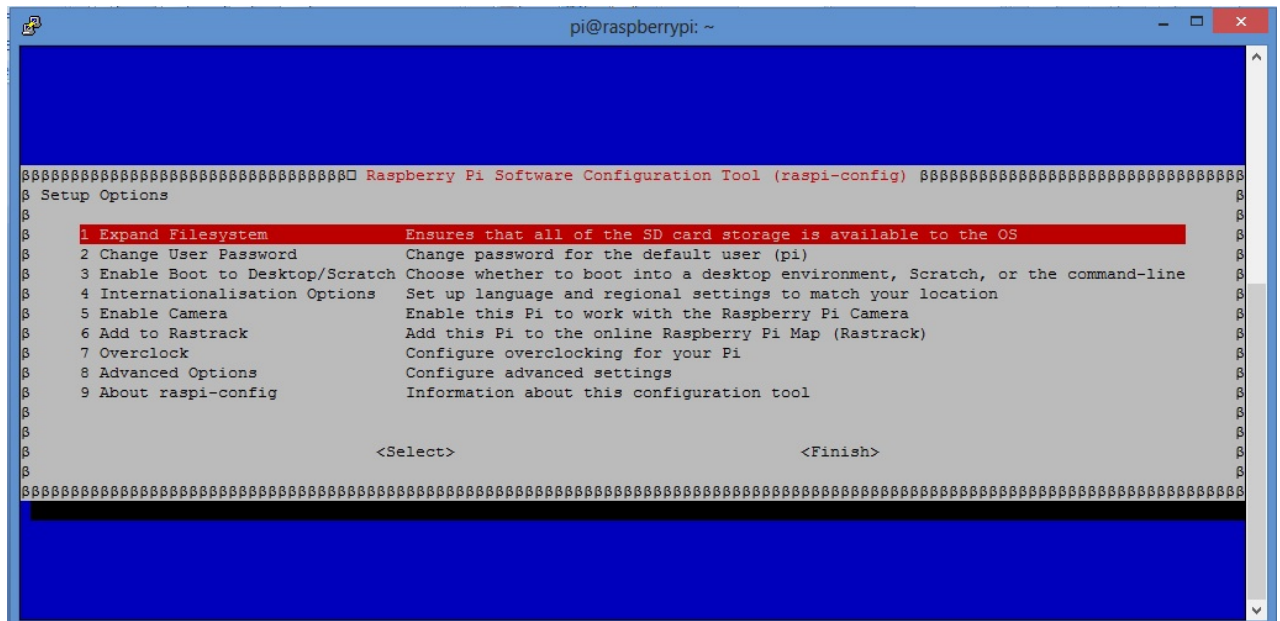 pi@raspberrypi: ~
ββββββββββββββββββββββββββββββββββ□ Raspberry Pi Software Configuration Tool (raspi-config) βββββββββββββββββββββββββββββββββ
β Setup Options β
β β
β 1 Expand Filesystem Ensures that all of the SD card storage is available to the OS β
β 2 Change User Password Change password for the default user (pi) β
β 3 Enable Boot to Desktop/Scratch Choose whether to boot into a desktop environment, Scratch, or the command-line β
β 4 Internationalisation Options Set up language and regional settings to match your location β
β 5 Enable Camera Enable this Pi to work with the Raspberry Pi Camera β
β 6 Add to Rastrack Add this Pi to the online Raspberry Pi Map (Rastrack) β
β 7 Overclock Configure overclocking for your Pi β
β 8 Advanced Options Configure advanced settings β
β 9 About raspi-config Information about this configuration tool β
β β
β β
β <Select> <Finish> β
β β
βββββββββββββββββββββββββββββββββββββββββββββββββββββββββββββββββββββββββββββββββββββββββββββββββββββββββββββββββββββββββββββ